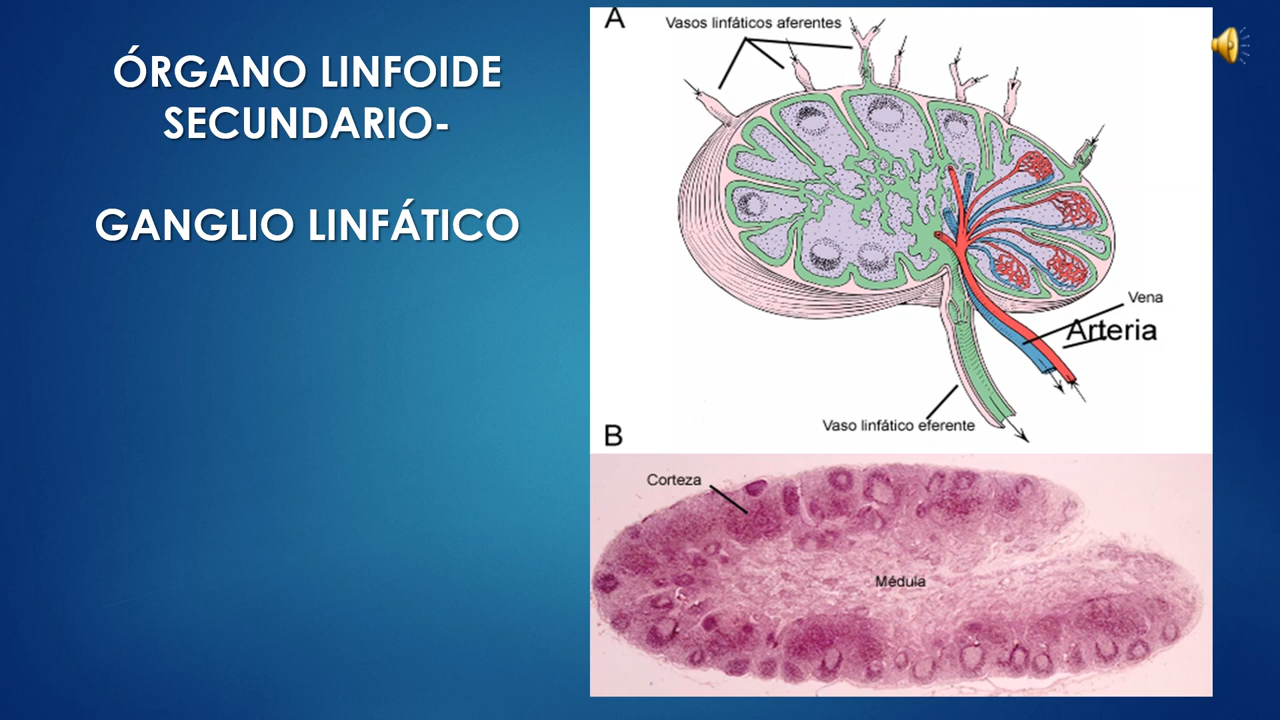 ÓRGANO LINFOIDE
SECUNDARIO-
GANGLIO LINFÁTICO
A
Vasos linfáticos aferentes
Vena
Arteria
Vaso linfático eferente
B
Corteza
Médula